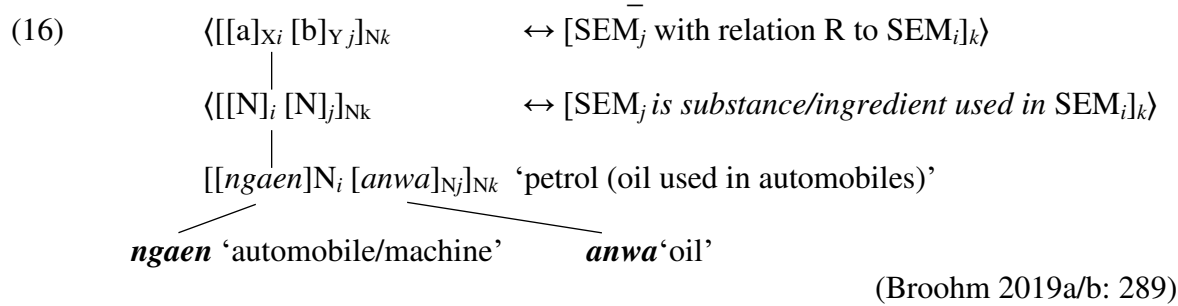 (16) ⟨[[a]Xi [b]Y j]Nk ↔ [SEM̅j with relation R to SEMi]k⟩
⟨[[N]i [N]j]Nk ↔ [SEMj is substance/ingredient used in SEMi]k⟩
[[ngaen]Ni [anwa]Nj]Nk ‘petrol (oil used in automobiles)’
ngaen ‘automobile/machine’ anwa‘oil’
(Broohm 2019a/b: 289)